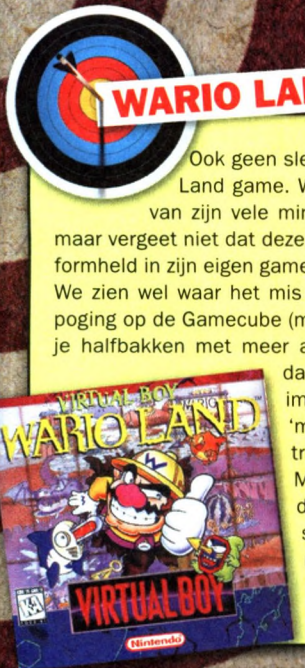 WARIO LA
Ook geen sle
Land game. W
van zijn vele mi
maar vergeet niet dat deze
formheld in zijn eigen game
We zien wel waar het mis
poging op de Gamecube (m
je halfbakken met meer a
da
im
'm
tr
M
d
s
VIRTUAL BOY
WARIO LAND
VIRTUAL BOY
Nintendo
K-A